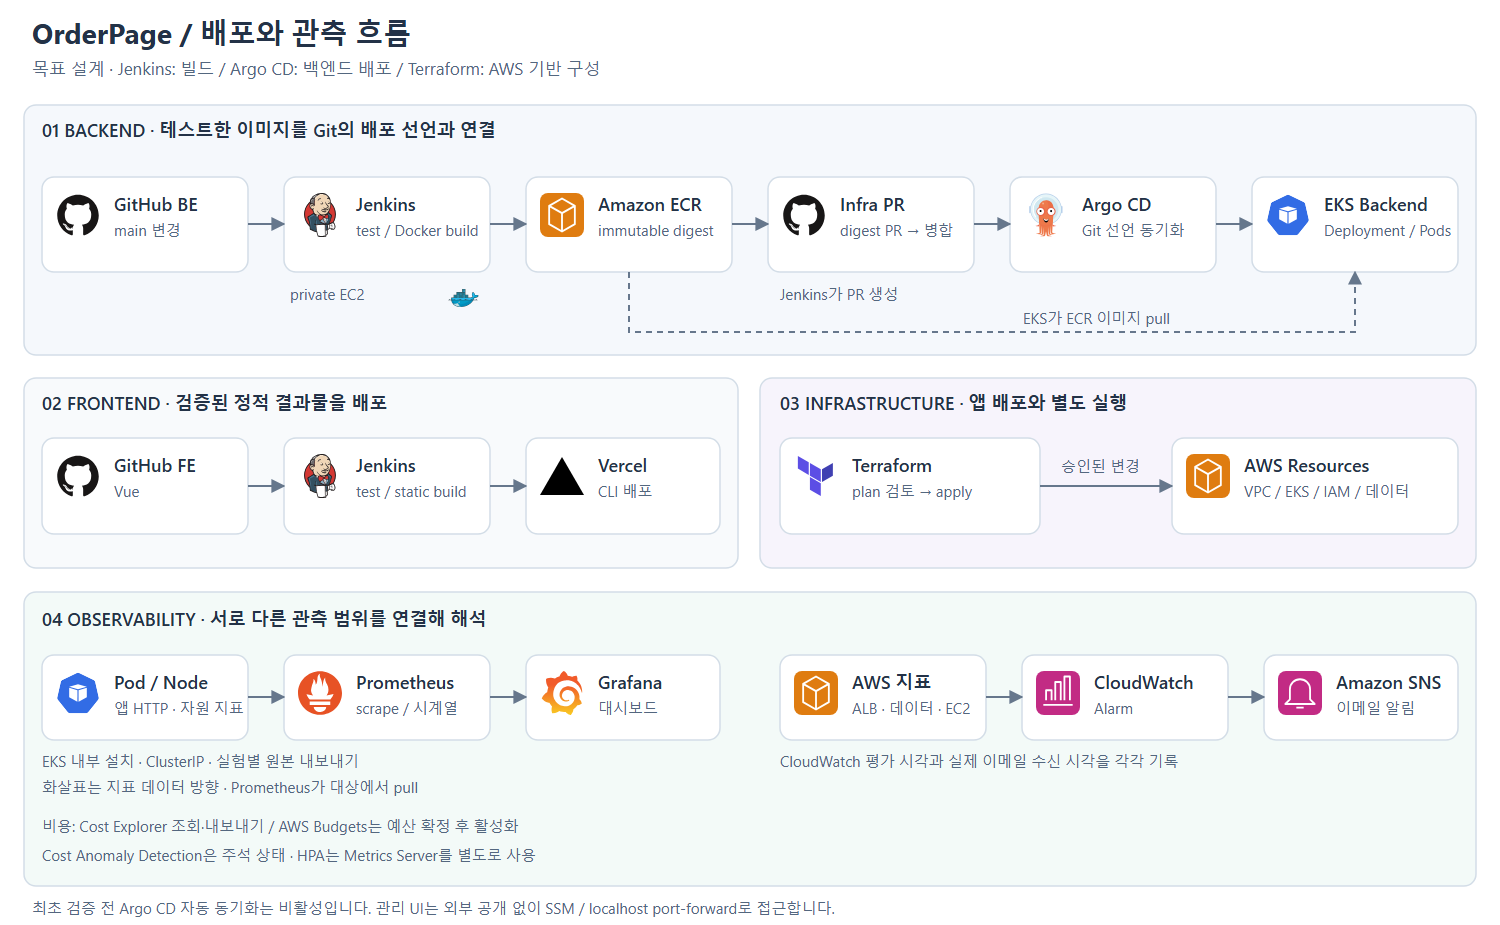 OrderPage / 배포와 관측 흐름
목표 설계 · Jenkins: 빌드 / Argo CD: 백엔드 배포 / Terraform: AWS 기반 구성
01 BACKEND · 테스트한 이미지를 Git의 배포 선언과 연결
GitHub BE
main 변경
Jenkins
test / Docker build
Amazon ECR
immutable digest
Infra PR
digest PR → 병합
Argo CD
Git 선언 동기화
EKS Backend
Deployment / Pods
private EC2
Jenkins가 PR 생성
EKS가 ECR 이미지 pull
02 FRONTEND · 검증된 정적 결과물을 배포
GitHub FE
Vue
Jenkins
test / static build
Vercel
CLI 배포
03 INFRASTRUCTURE · 앱 배포와 별도 실행
Terraform
plan 검토 → apply
승인된 변경
AWS Resources
VPC / EKS / IAM / 데이터
04 OBSERVABILITY · 서로 다른 관측 범위를 연결해 해석
Pod / Node
앱 HTTP · 자원 지표
Prometheus
scrape / 시계열
Grafana
대시보드
AWS 지표
ALB · 데이터 · EC2
CloudWatch
Alarm
Amazon SNS
이메일 알림
EKS 내부 설치 · ClusterIP · 실험별 원본 내보내기
화살표는 지표 데이터 방향 · Prometheus가 대상에서 pull
CloudWatch 평가 시각과 실제 이메일 수신 시각을 각각 기록
비용: Cost Explorer 조회·내보내기 / AWS Budgets는 예산 확정 후 활성화
Cost Anomaly Detection은 주석 상태 · HPA는 Metrics Server를 별도로 사용
최초 검증 전 Argo CD 자동 동기화는 비활성입니다. 관리 UI는 외부 공개 없이 SSM / localhost port-forward로 접근합니다.